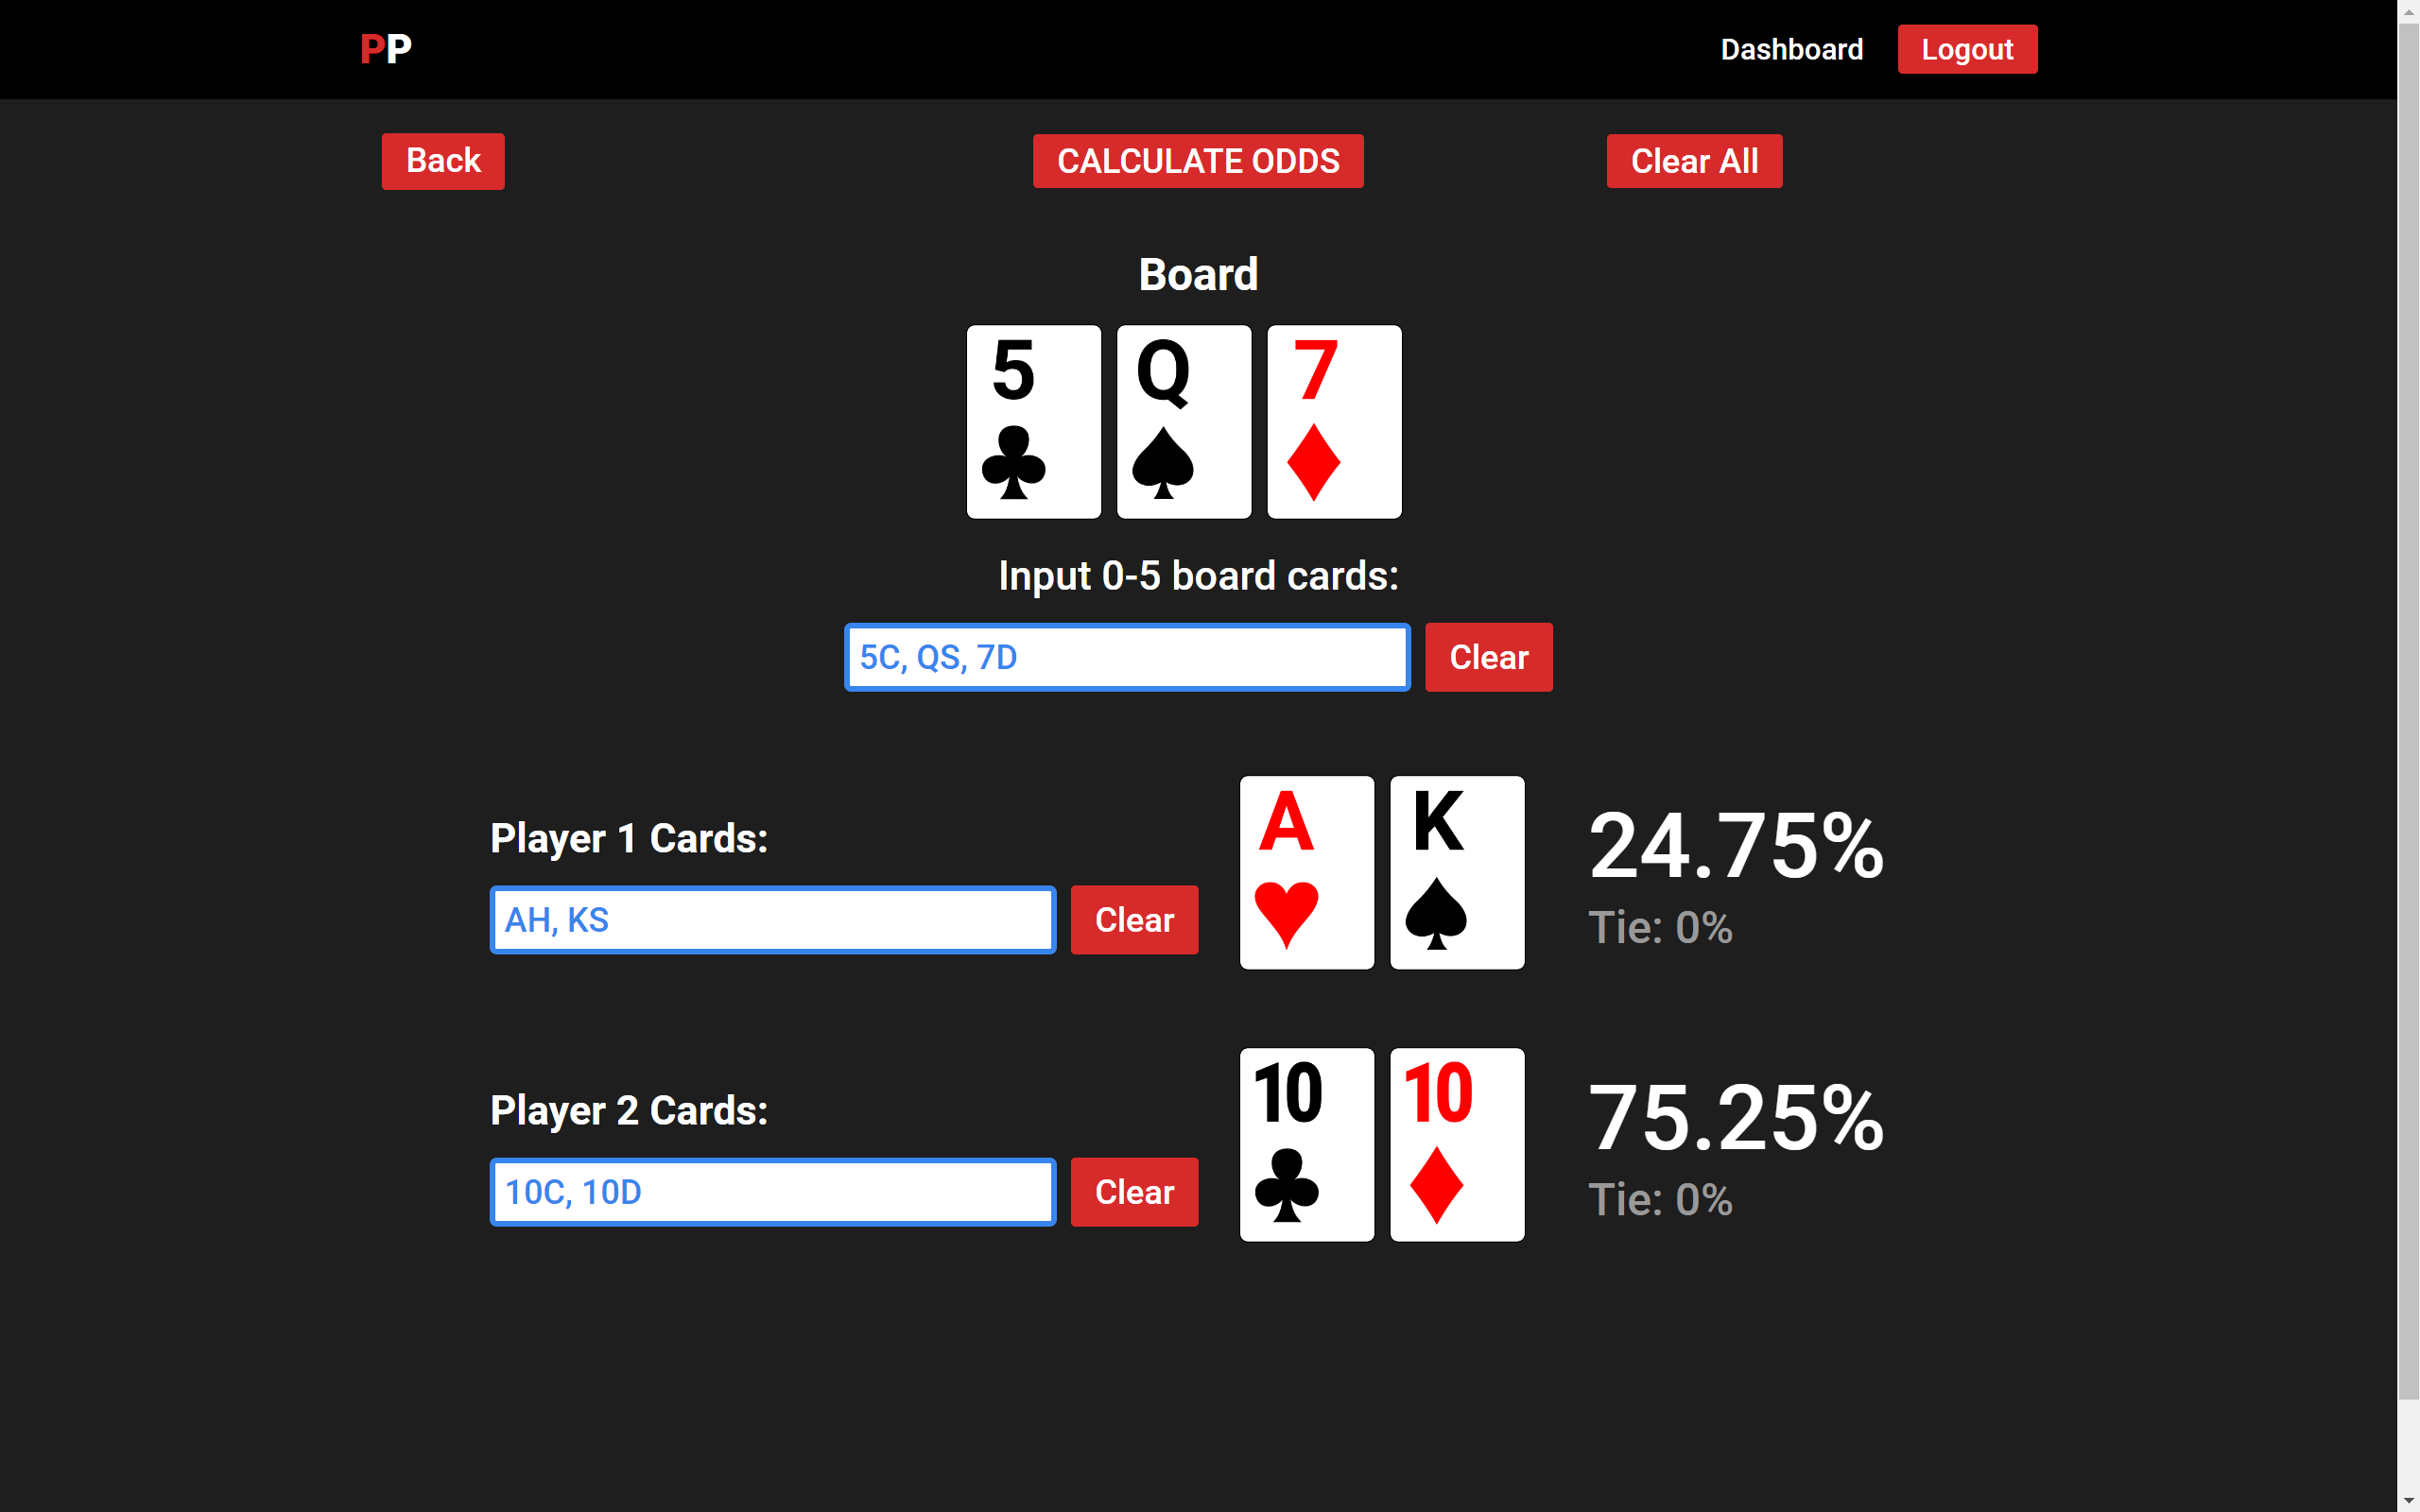 PP Dashboard Logout
Back CALCULATE ODDS Clear All
Board
5 Q 7
Input 0-5 board cards:
5C, QS, 7D Clear
Player 1 Cards:
AH, KS Clear
A K
24.75%
Tie: 0%
Player 2 Cards:
10C, 10D Clear
10 10
75.25%
Tie: 0%